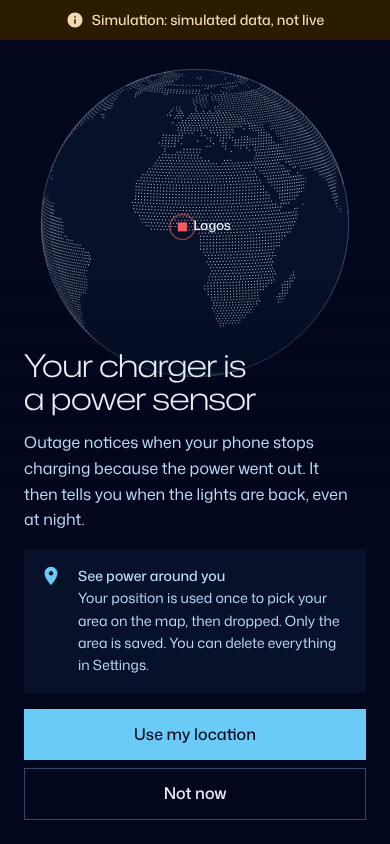 Simulation: simulated data, not live
Lagos
Your charger is
a power sensor
Outage notices when your phone stops
charging because the power went out. It
then tells you when the lights are back, even
at night.
See power around you
Your position is used once to pick your
area on the map, then dropped. Only the
area is saved. You can delete everything
in Settings.
Use my location
Not now